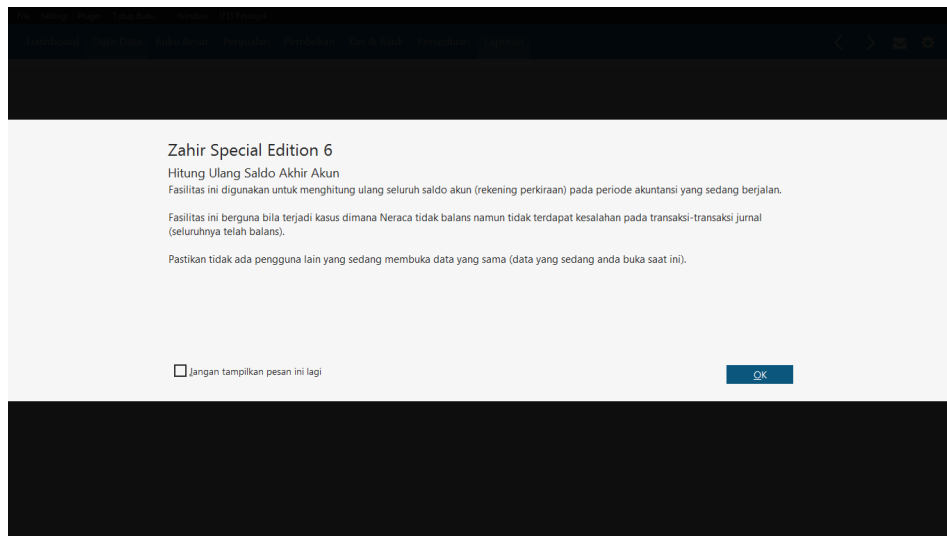 Zahir Special Edition 6
Hitung Ulang Saldo Akhir Akun
Fasilitas ini digunakan untuk menghitung ulang seluruh saldo akun (rekening perkiraan) pada periode akuntansi yang sedang berjalan.
Fasilitas ini berguna bila terjadi kasus dimana Neraca tidak balans namun tidak terdapat kesalahan pada transaksi-transaksi jurnal
(seluruhnya telah balans).
Pastikan tidak ada pengguna lain yang sedang membuka data yang sama (data yang sedang anda buka saat ini).
Jangan tampilkan pesan ini lagi
OK